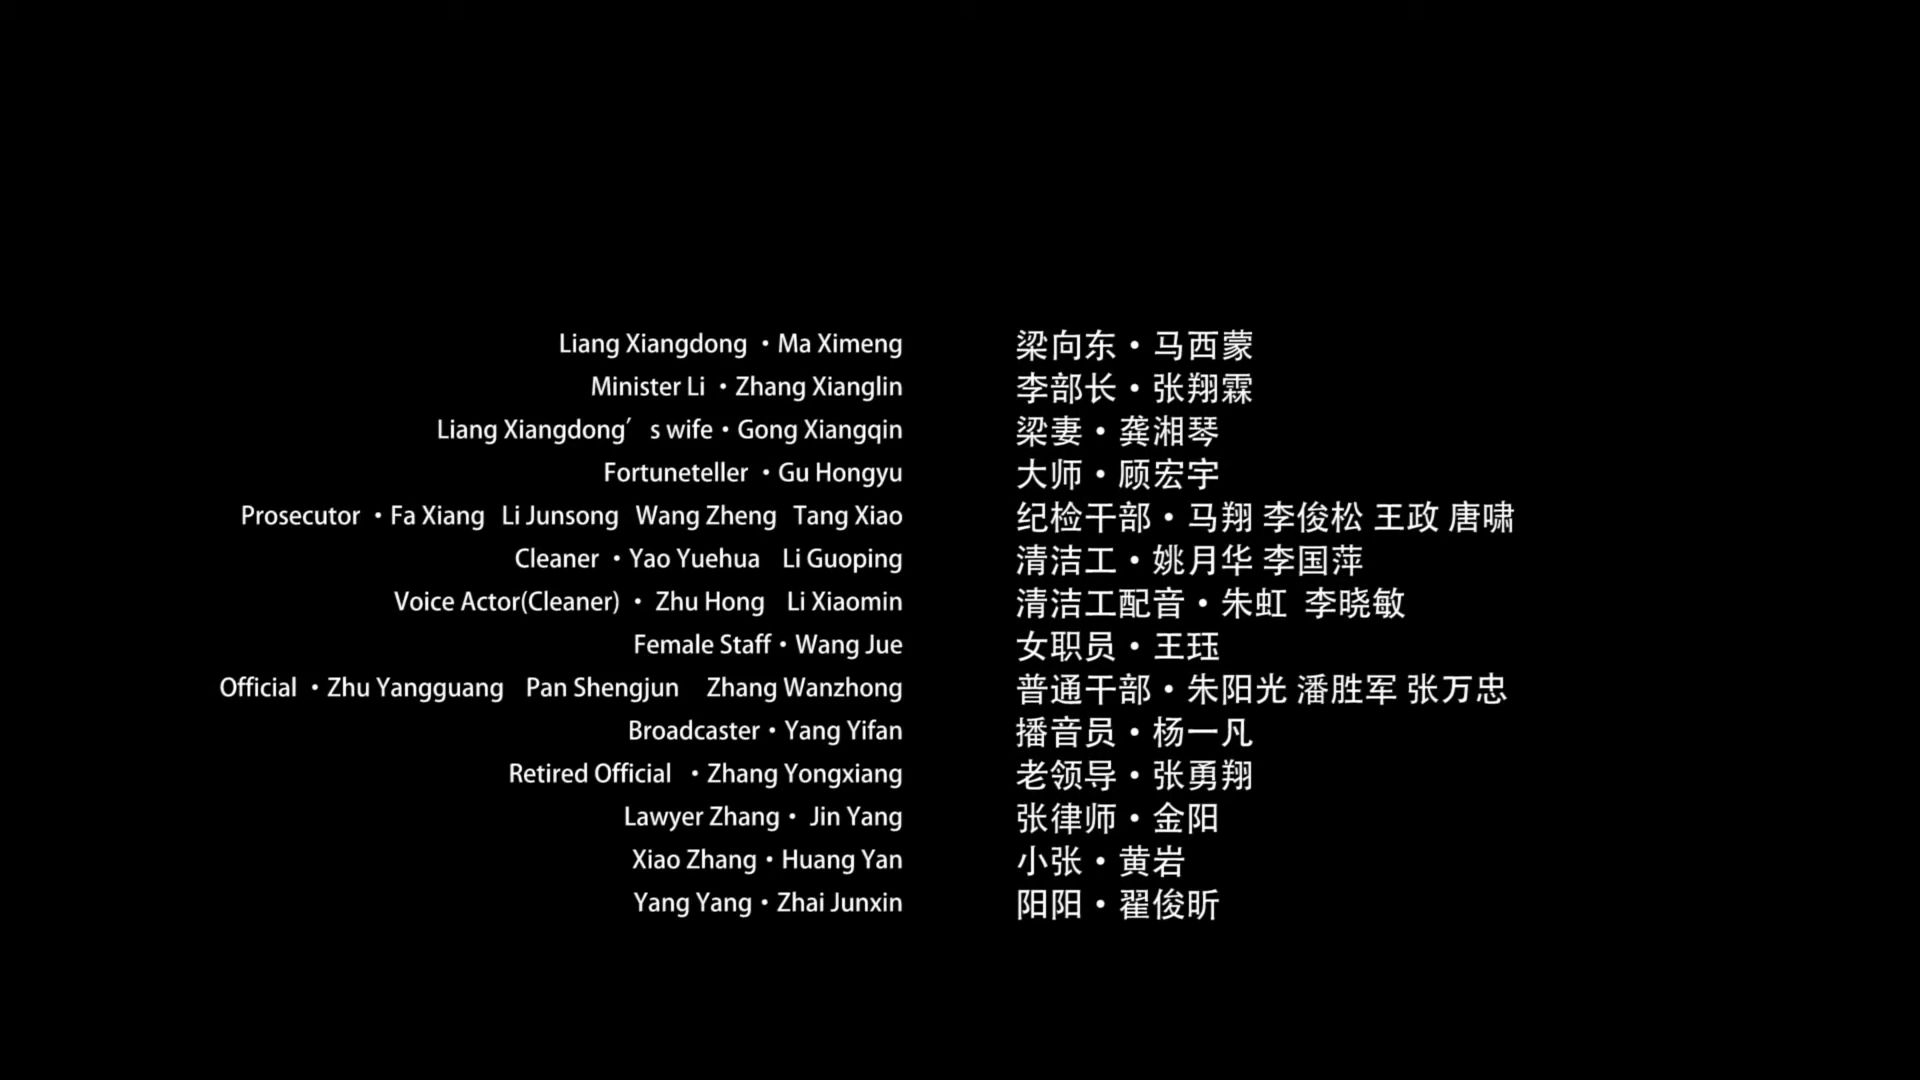 Liang Xiangdong •Ma Ximeng 梁向东•马西蒙
Minister Li •Zhang Xianglin 李部长•张翔霖
Liang Xiangdong′ s wife•Gong Xiangqin 梁妻•龚湘琴
Fortuneteller •Gu Hongyu 大师•顾宏宇
Prosecutor •Fa Xiang Li Junsong Wang Zheng Tang Xiao 纪检干部•马翔 李俊松 王政 唐啸
Cleaner •Yao Yuehua Li Guoping 清洁工•姚月华 李国萍
Voice Actor(Cleaner) • Zhu Hong Li Xiaomin 清洁工配音•朱虹 李晓敏
Female Staff•Wang Jue 女职员•王珏
Official •Zhu Yangguang Pan Shengjun Zhang Wanzhong 普通干部•朱阳光 潘胜军 张万忠
Broadcaster•Yang Yifan 播音员•杨一凡
Retired Official •Zhang Yongxiang 老领导•张勇翔
Lawyer Zhang• Jin Yang 张律师•金阳
Xiao Zhang•Huang Yan 小张•黄岩
Yang Yang•Zhai Junxin 阳阳•翟俊昕